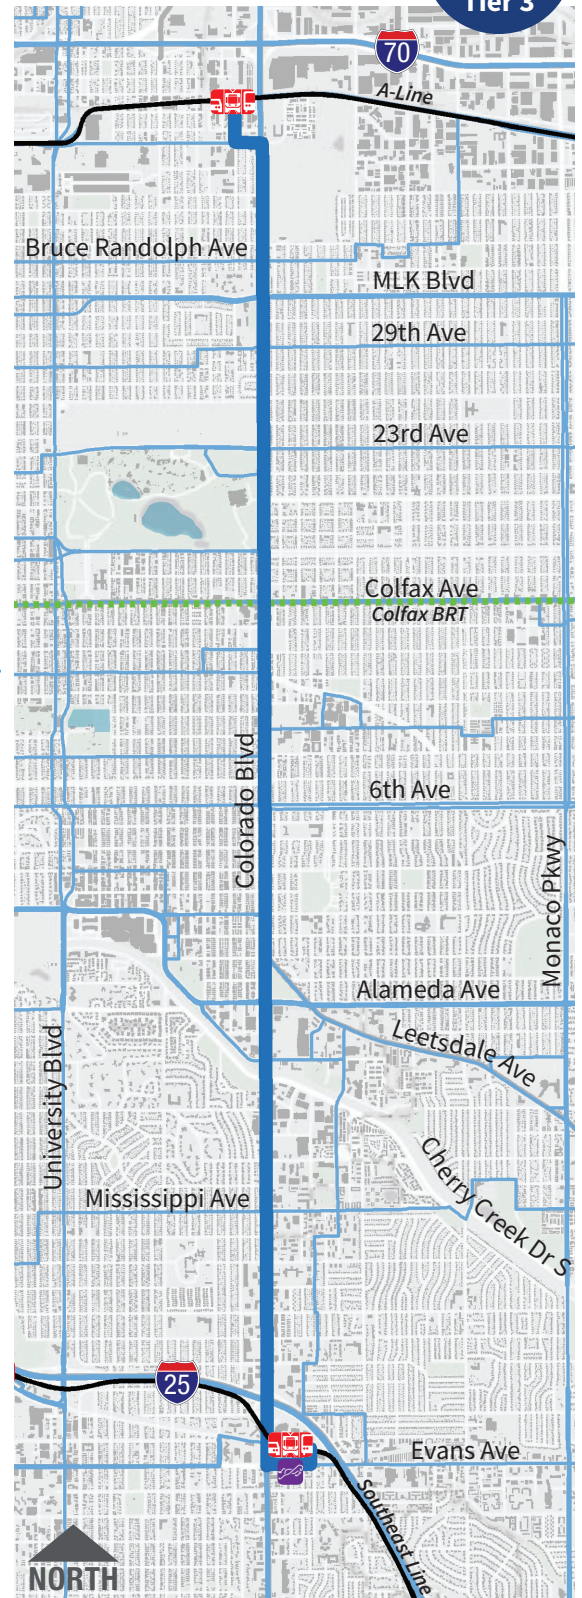 Tier 3
70
A-Line
Bruce Randolph Ave
MLK Blvd
29th Ave
23rd Ave
Colfax Ave
Colfax BRT
6th Ave
Colorado Blvd
Monaco Pkwy
Alameda Ave
Leetsdale Ave
University Blvd
Cherry Creek Dr S
Mississippi Ave
25
Evans Ave
Southeast Line
NORTH